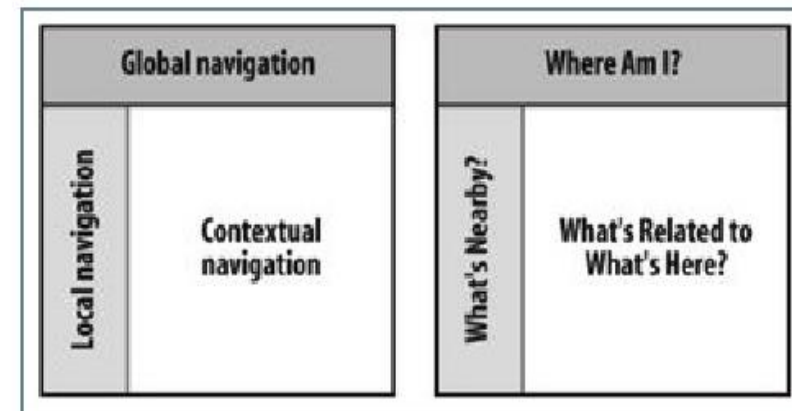 Global navigation
Local navigation
Contextual
navigation
Where Am I?
What's Nearby?
What's Related to
What's Here?